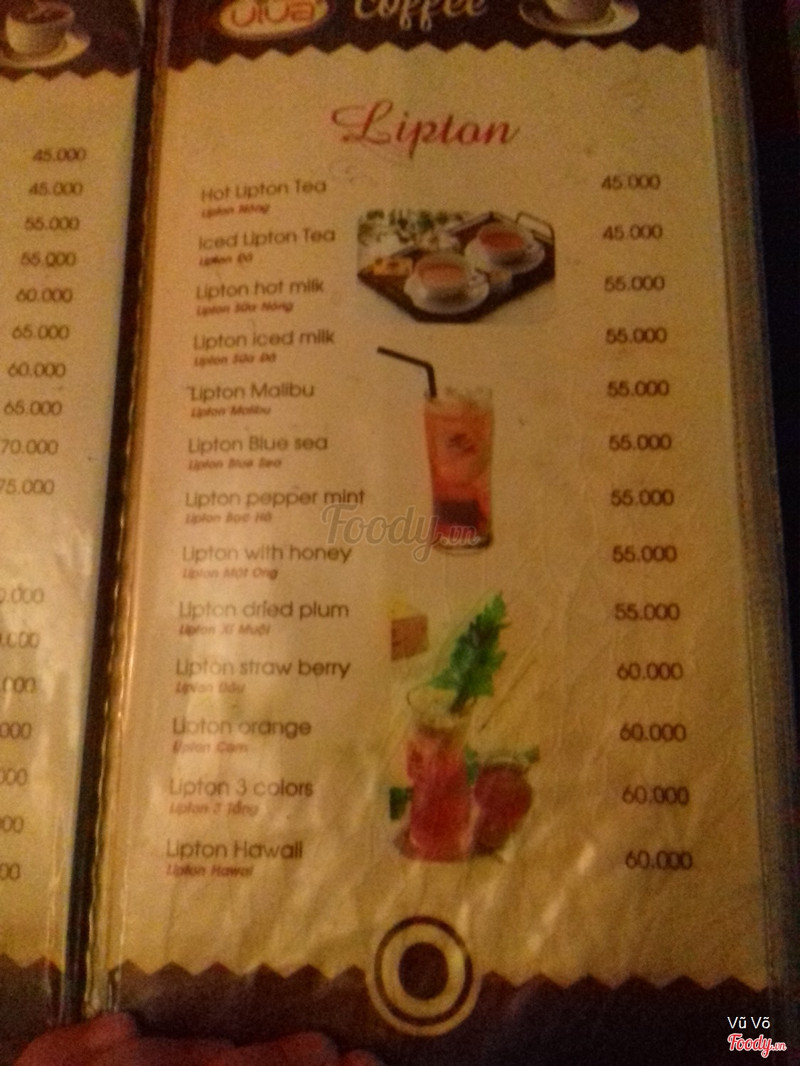 Viva
Coffee
Lipton
45.000
45.000
55.000
55.000
60.000
65.000
60.000
65.000
70.000
75.000
Hot Lipton Tea 45.000
Lipton Nóng
Iced Lipton Tea 45.000
Lipton Đá
Lipton hot milk 55.000
Lipton Sữa Nóng
Lipton iced milk 55.000
Lipton Sữa Đá
Lipton Malibu 55.000
Lipton Malibu
Lipton Blue sea 55.000
Lipton Blue Sea
Lipton pepper mint 55.000
Lipton Bạc Hà
Lipton with honey 55.000
Lipton Mật Ong
Lipton dried plum 55.000
Lipton Xí Muội
Lipton straw berry 60.000
Lipton Dâu
Lipton orange 60.000
Lipton Cam
Lipton 3 colors 60.000
Lipton 3 Tầng
Lipton Hawaii 60.000
Lipton Hawai
Foody.vn
Vũ Võ
Foody.vn